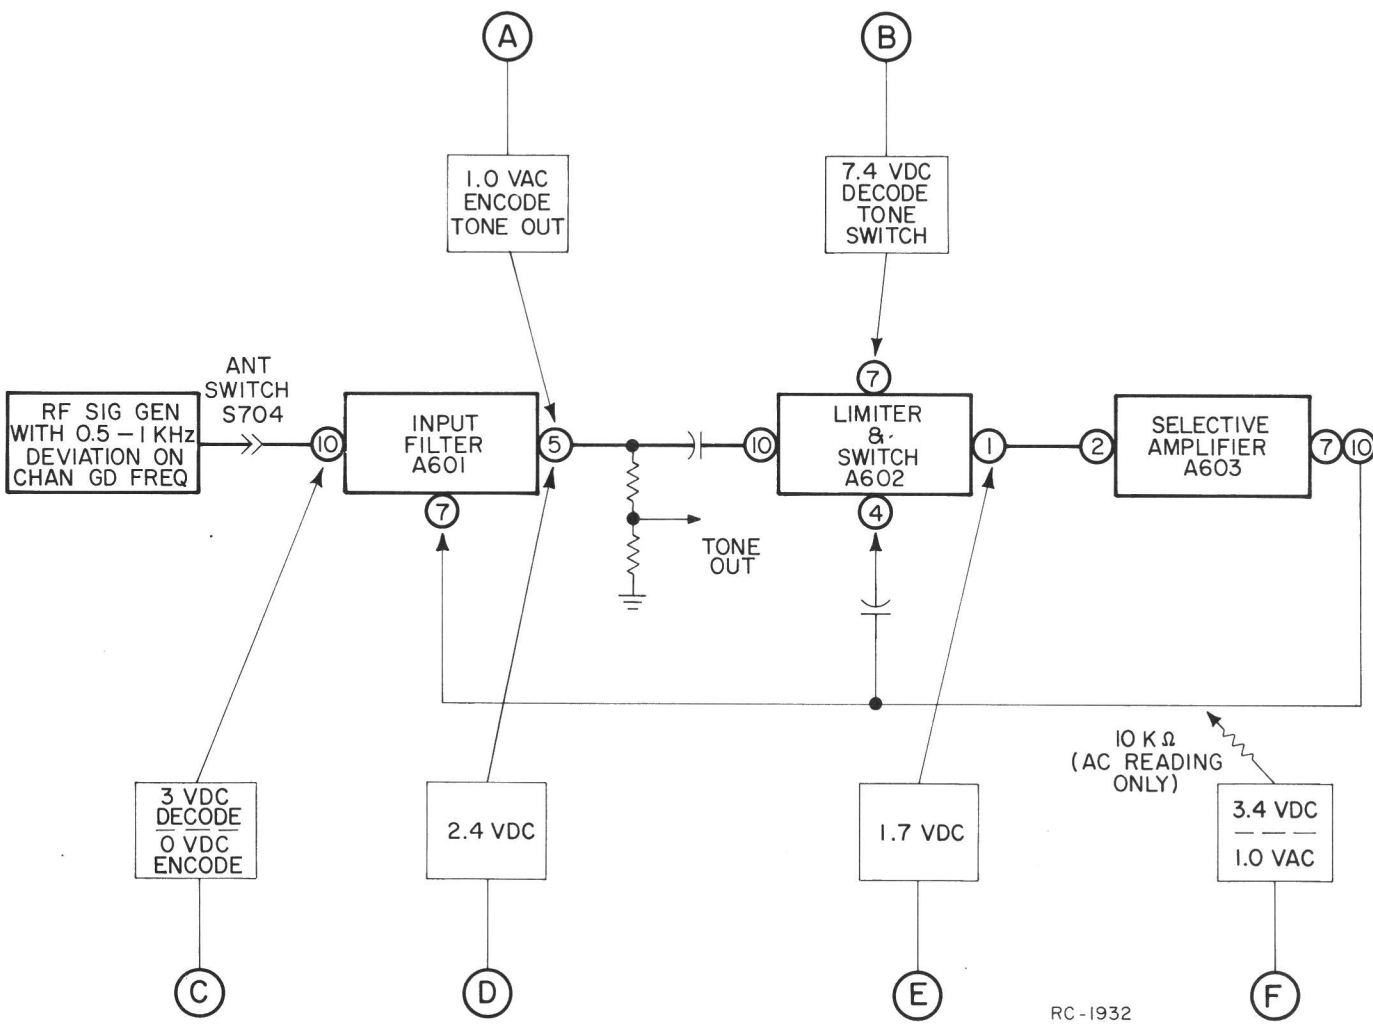 A
B
1.0 VAC
ENCODE
TONE OUT
7.4 VDC
DECODE
TONE
SWITCH
ANT
SWITCH
S704
7
RF SIG GEN
WITH 0.5 – 1 KHz
DEVIATION ON
CHAN GD FREQ
10
INPUT
FILTER
A601
5
10
LIMITER
&
SWITCH
A602
1
2
SELECTIVE
AMPLIFIER
A603
7
10
7
4
TONE
OUT
10 K Ω
(AC READING
ONLY)
3 VDC
DECODE
0 VDC
ENCODE
2.4 VDC
1.7 VDC
3.4 VDC
1.0 VAC
C
D
E
F
RC-1932